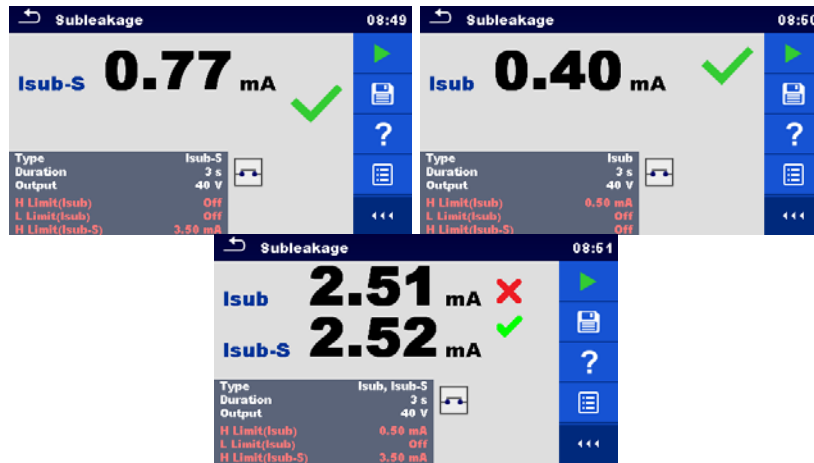 Subleakage 08:49
Isub-S 0.77 mA
?
Type Isub-S
Duration 3 s
Output 40 V
H Limit(Isub) Off
L Limit(Isub) Off
H Limit(Isub-S) 3.50 mA
Subleakage 08:50
Isub 0.40 mA
?
Type Isub
Duration 3 s
Output 40 V
H Limit(Isub) 0.50 mA
L Limit(Isub) Off
H Limit(Isub-S) Off
Subleakage 08:51
Isub 2.51 mA
Isub-S 2.52 mA
?
Type Isub, Isub-S
Duration 3 s
Output 40 V
H Limit(Isub) 0.50 mA
L Limit(Isub) Off
H Limit(Isub-S) 3.50 mA